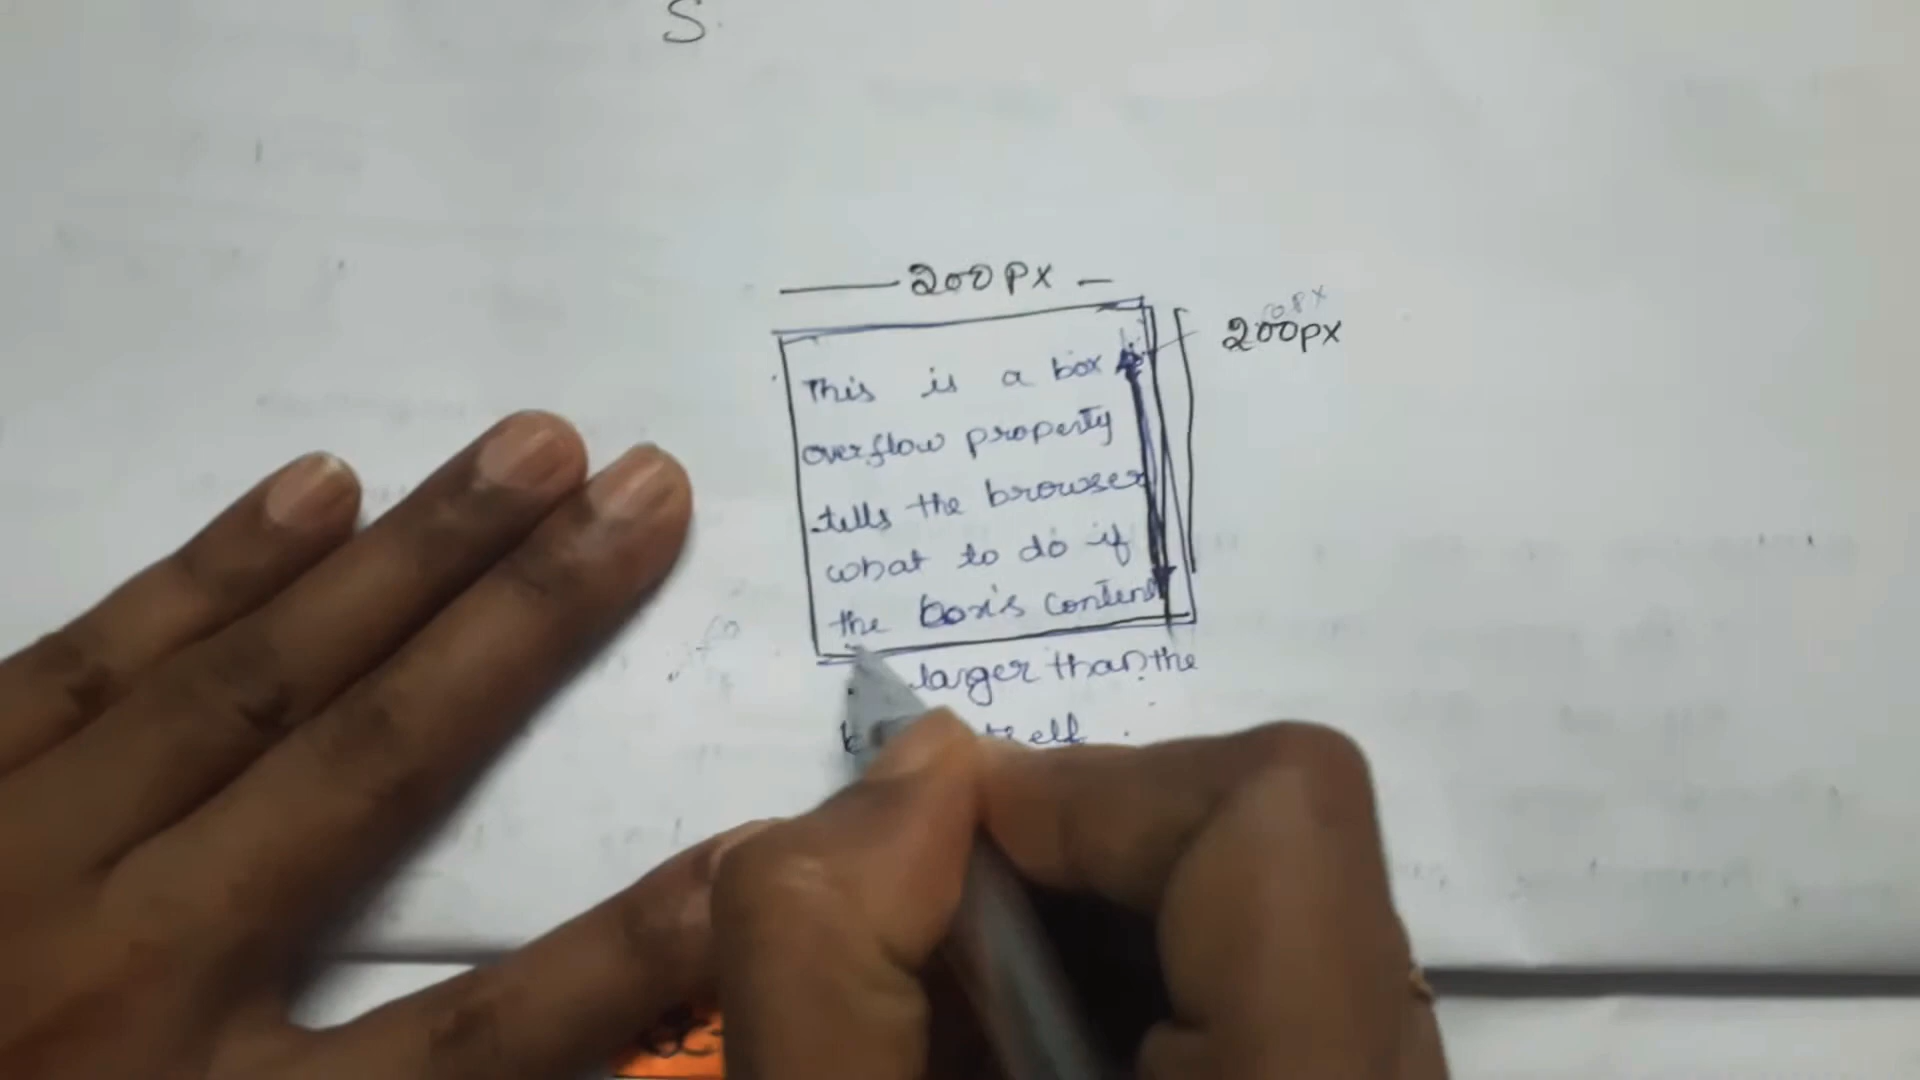 S
200px
200px
This is a box
overflow property
tells the browser
what to do if
the box's content
larger than the
itself